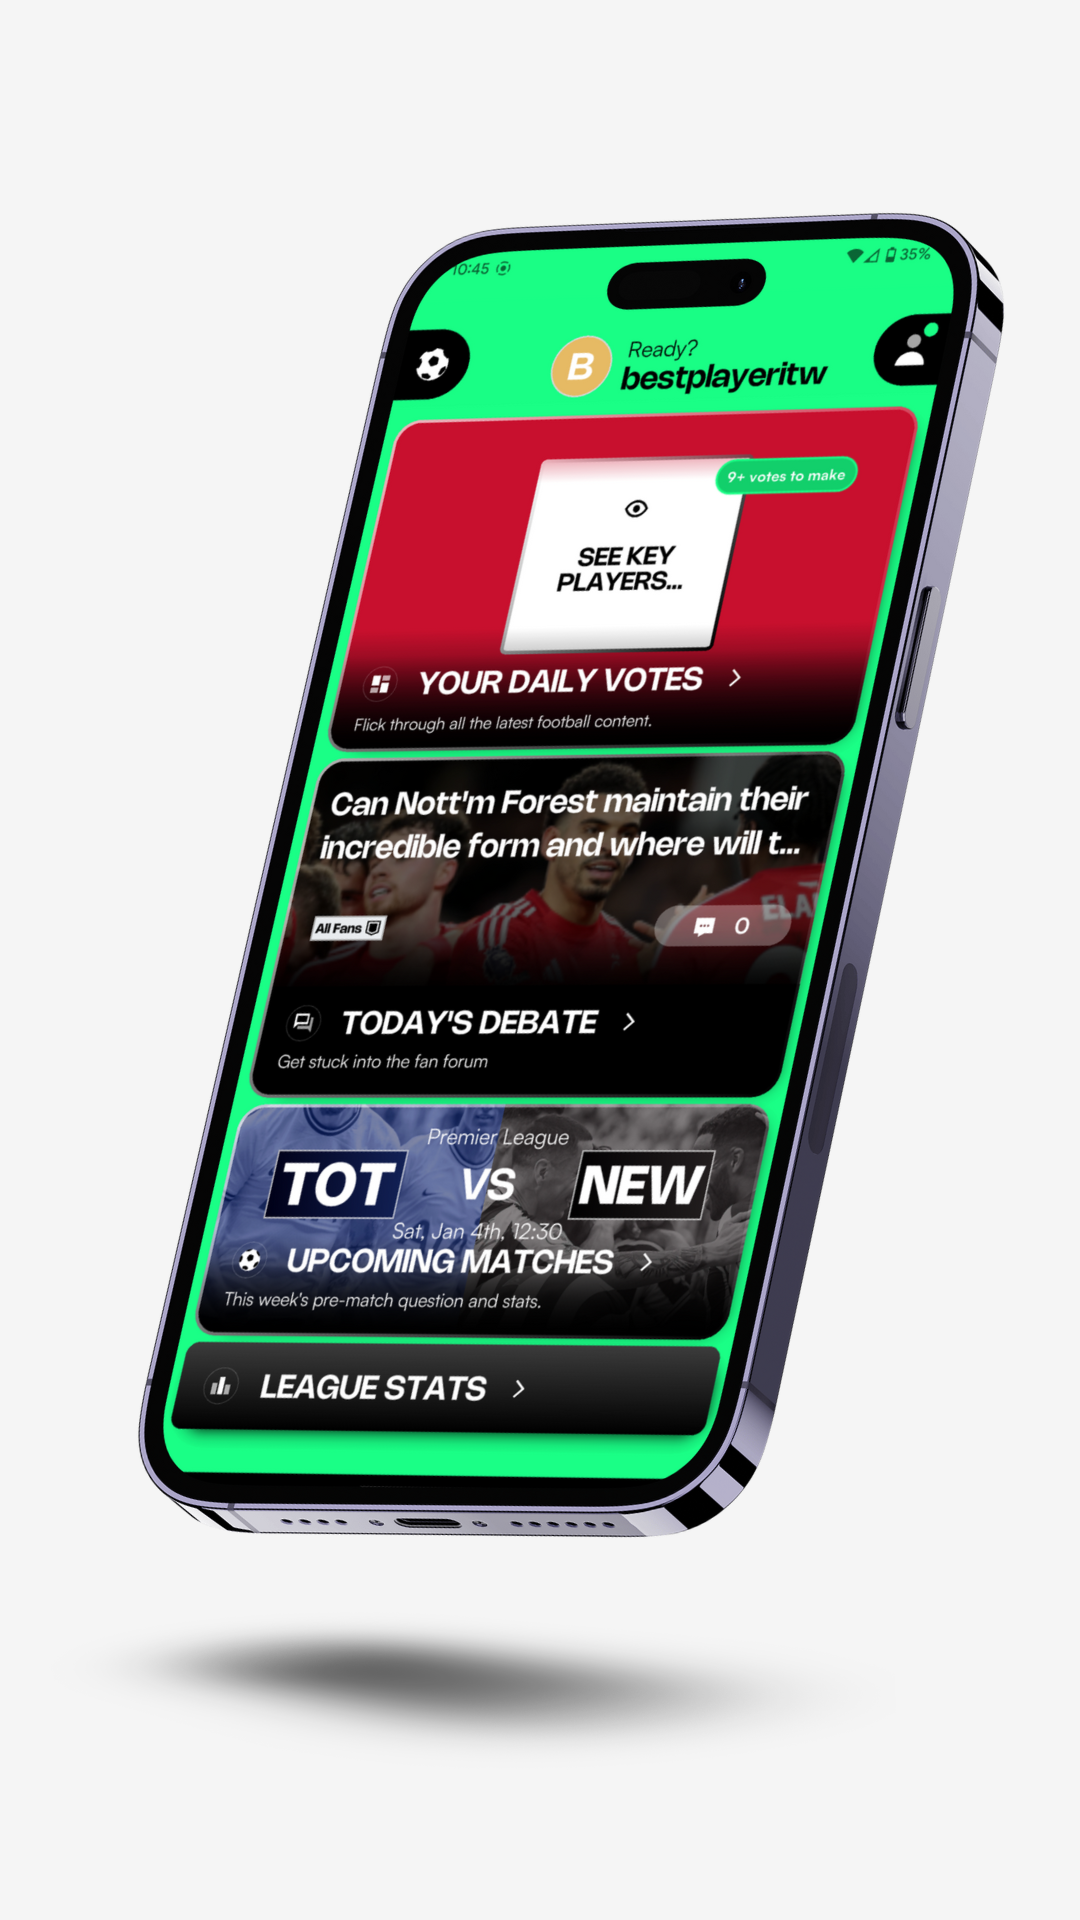 10:45
35%
B
Ready?
bestplayeritw
9+ votes to make
SEE KEY
PLAYERS...
YOUR DAILY VOTES
Flick through all the latest football content.
Can Nott'm Forest maintain their
incredible form and where will t...
ELA
All Fans
0
TODAY'S DEBATE
Get stuck into the fan forum
Premier League
TOT VS NEW
Sat, Jan 4th, 12:30
UPCOMING MATCHES
This week's pre-match question and stats.
LEAGUE STATS